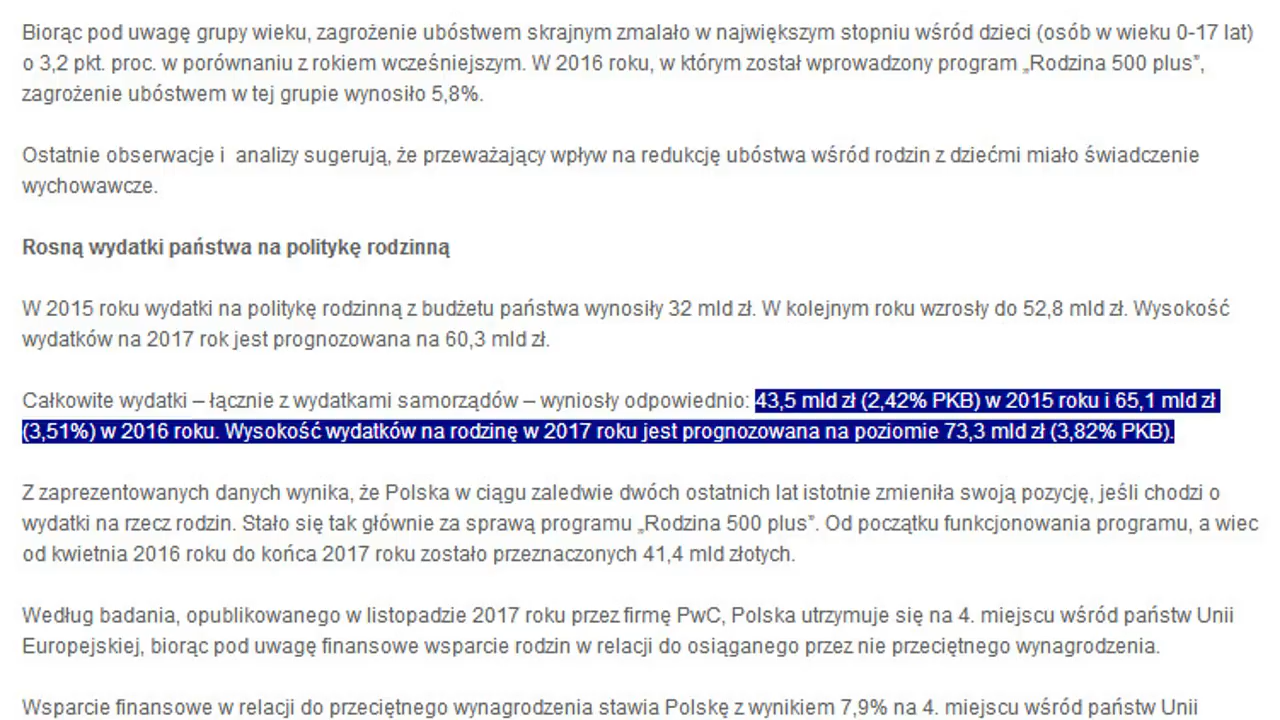 Biorąc pod uwagę grupy wieku, zagrożenie ubóstwem skrajnym zmalało w największym stopniu wśród dzieci (osób w wieku 0-17 lat)
o 3,2 pkt. proc. w porównaniu z rokiem wcześniejszym. W 2016 roku, w którym został wprowadzony program „Rodzina 500 plus”,
zagrożenie ubóstwem w tej grupie wynosiło 5,8%.
Ostatnie obserwacje i  analizy sugerują, że przeważający wpływ na redukcję ubóstwa wśród rodzin z dziećmi miało świadczenie
wychowawcze.
Rosną wydatki państwa na politykę rodzinną
W 2015 roku wydatki na politykę rodzinną z budżetu państwa wynosiły 32 mld zł. W kolejnym roku wzrosły do 52,8 mld zł. Wysokość
wydatków na 2017 rok jest prognozowana na 60,3 mld zł.
Całkowite wydatki – łącznie z wydatkami samorządów – wyniosły odpowiednio: 43,5 mld zł (2,42% PKB) w 2015 roku i 65,1 mld zł
(3,51%) w 2016 roku. Wysokość wydatków na rodzinę w 2017 roku jest prognozowana na poziomie 73,3 mld zł (3,82% PKB).
Z zaprezentowanych danych wynika, że Polska w ciągu zaledwie dwóch ostatnich lat istotnie zmieniła swoją pozycję, jeśli chodzi o
wydatki na rzecz rodzin. Stało się tak głównie za sprawą programu „Rodzina 500 plus”. Od początku funkcjonowania programu, a wiec
od kwietnia 2016 roku do końca 2017 roku zostało przeznaczonych 41,4 mld złotych.
Według badania, opublikowanego w listopadzie 2017 roku przez firmę PwC, Polska utrzymuje się na 4. miejscu wśród państw Unii
Europejskiej, biorąc pod uwagę finansowe wsparcie rodzin w relacji do osiąganego przez nie przeciętnego wynagrodzenia.
Wsparcie finansowe w relacji do przeciętnego wynagrodzenia stawia Polskę z wynikiem 7,9% na 4. miejscu wśród państw Unii